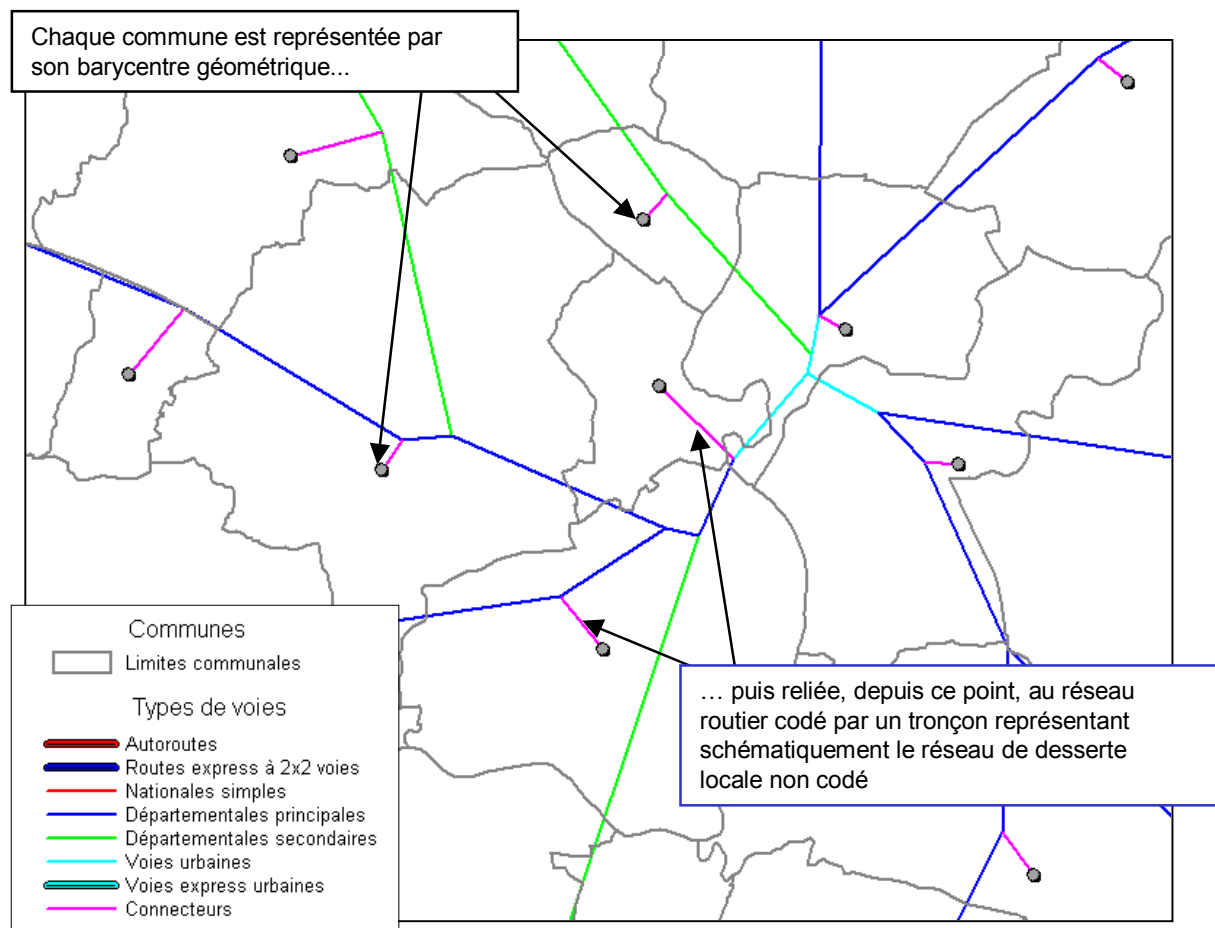 Chaque commune est représentée par
son barycentre géométrique...
… puis reliée, depuis ce point, au réseau
routier codé par un tronçon représentant
schématiquement le réseau de desserte
locale non codé
Communes
Limites communales
Types de voies
Autoroutes
Routes express à 2x2 voies
Nationales simples
Départementales principales
Départementales secondaires
Voies urbaines
Voies express urbaines
Connecteurs